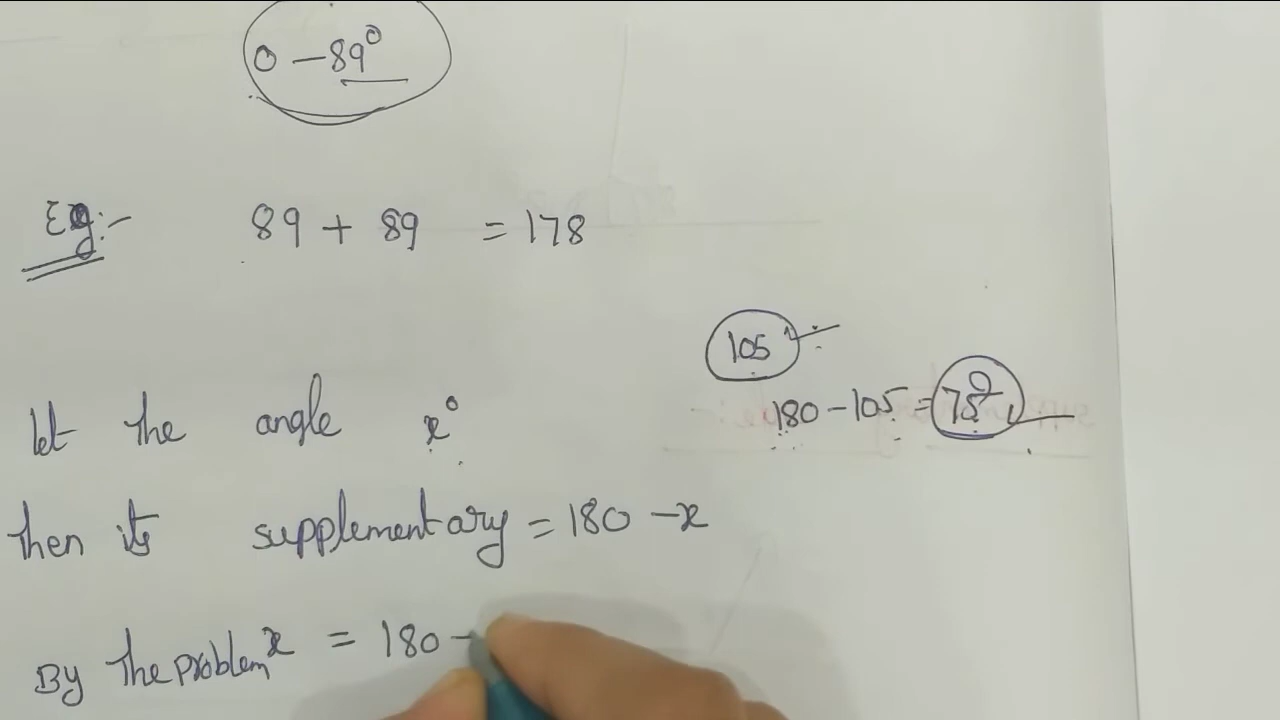 0 - 89°
Eg:- 89 + 89 = 178
105
180 - 105 = 75°
let the angle x°
then its supplementary = 180 - x
By the problem x = 180 -